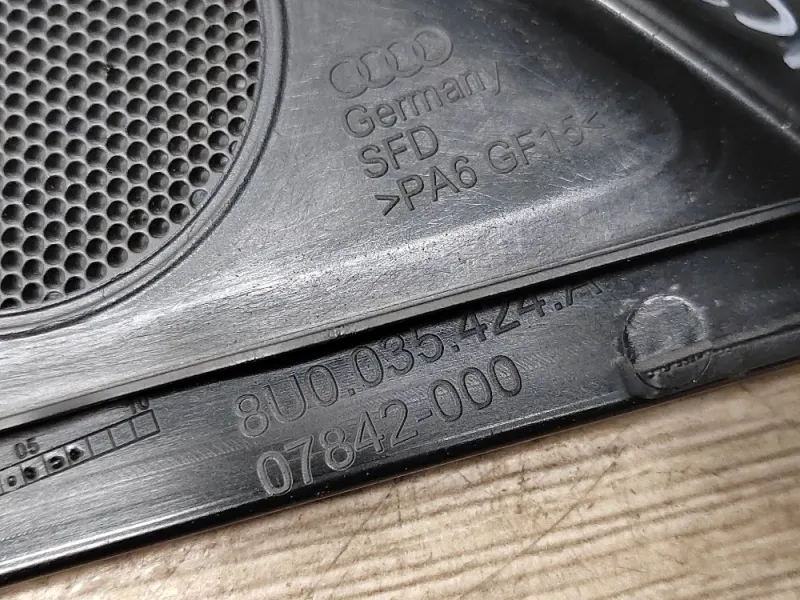 Germany
SFD
>PA6 GF15<
8U0.035.424.A
07842-000
05
10